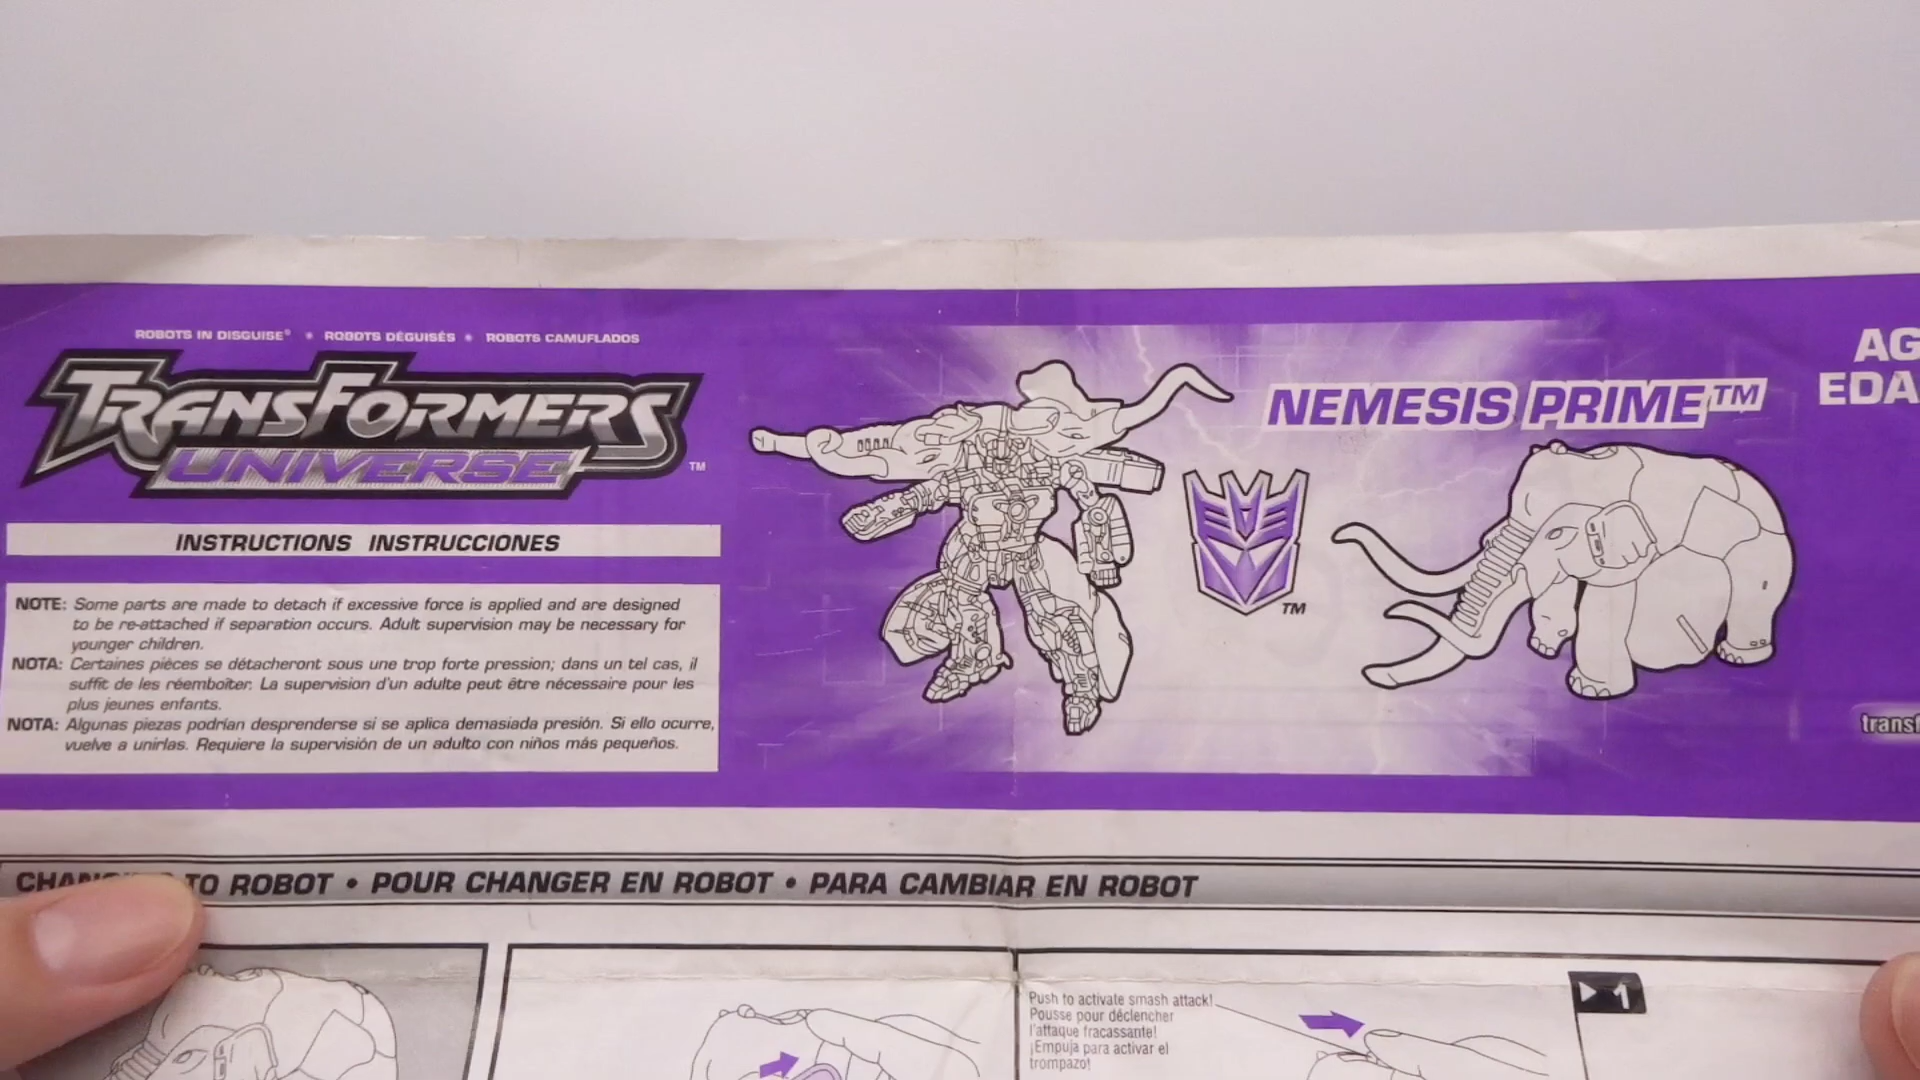 ROBOTS IN DISGUISE® * ROBOTS DÉGUISÉS * ROBOTS CAMUFLADOS
TRANSFORMERS
UNIVERSE ™
INSTRUCTIONS INSTRUCCIONES
NOTE: Some parts are made to detach if excessive force is applied and are designed
to be re-attached if separation occurs. Adult supervision may be necessary for
younger children.
NOTA: Certaines pièces se détacheront sous une trop forte pression; dans un tel cas, il
suffit de les réemboîter. La supervision d'un adulte peut être nécessaire pour les
plus jeunes enfants.
NOTA: Algunas piezas podrían desprenderse si se aplica demasiada presión. Si ello ocurre,
vuelve a unirlas. Requiere la supervisión de un adulto con niños más pequeños.
NEMESIS PRIME™
™
AG
EDA
transf
TO ROBOT • POUR CHANGER EN ROBOT • PARA CAMBIAR EN ROBOT
Push to activate smash attack!
Pousse pour déclencher
l'attaque fracassante!
¡Empuja para activar el
trompazo!
1